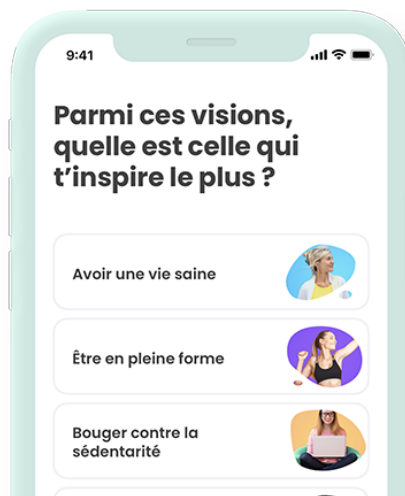 9:41
Parmi ces visions,
quelle est celle qui
t’inspire le plus ?
Avoir une vie saine
Être en pleine forme
Bouger contre la
sédentarité